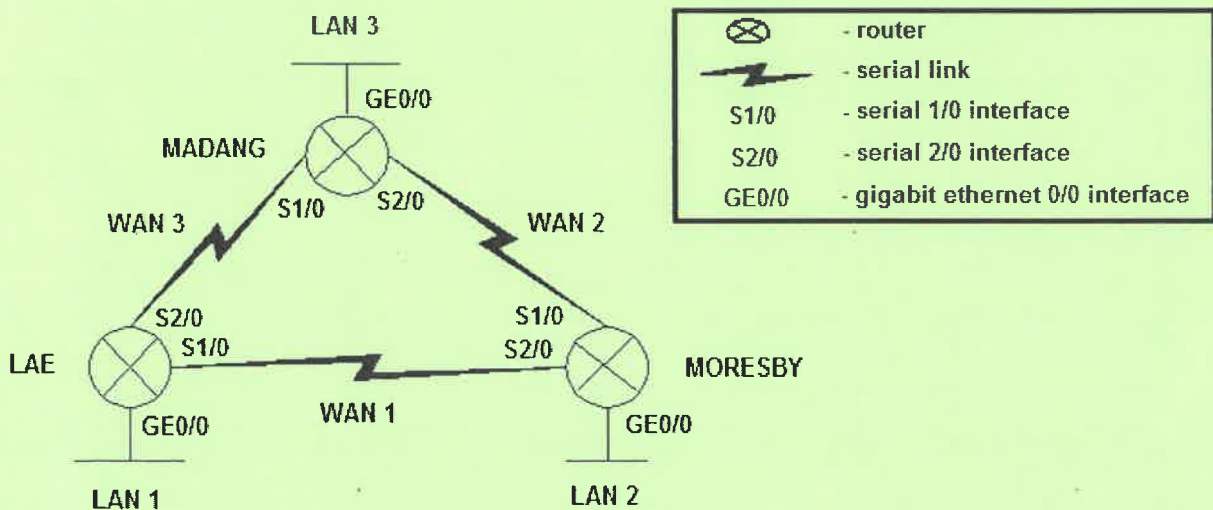 LAN 3
GE0/0
MADANG
S1/0
S2/0
WAN 3
WAN 2
S2/0
S1/0
LAE
S1/0
S2/0
MORESBY
WAN 1
GE0/0
GE0/0
LAN 1
LAN 2
- router
- serial link
S1/0 - serial 1/0 interface
S2/0 - serial 2/0 interface
GE0/0 - gigabit ethernet 0/0 interface